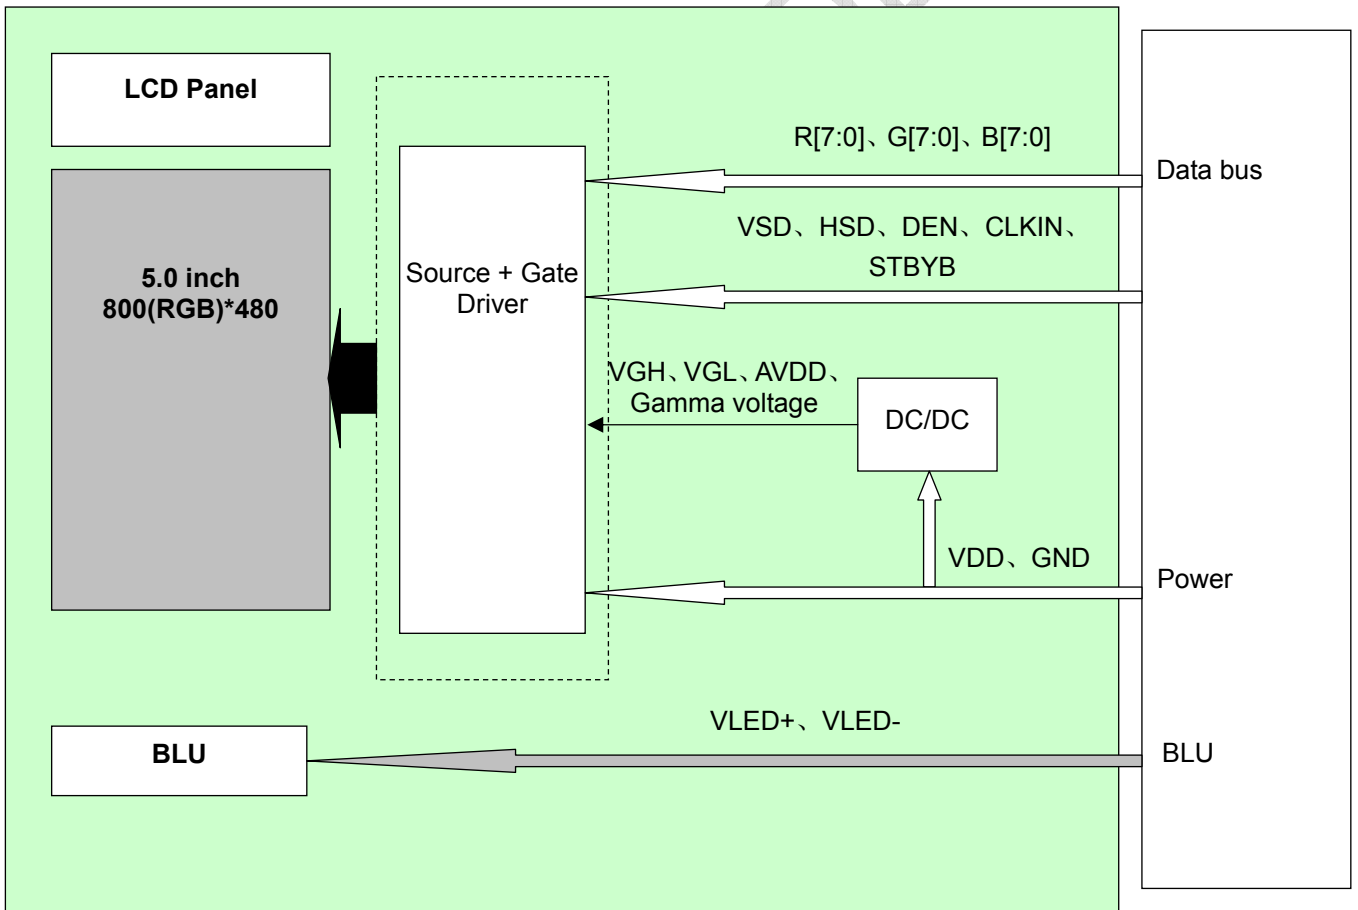 LCD Panel
R[7:0]、G[7:0]、B[7:0]
Data bus
VSD、HSD、DEN、CLKIN、
STBYB
5.0 inch
800(RGB)*480
Source + Gate
Driver
VGH、VGL、AVDD、
Gamma voltage
DC/DC
VDD、GND
Power
VLED+、VLED-
BLU
BLU